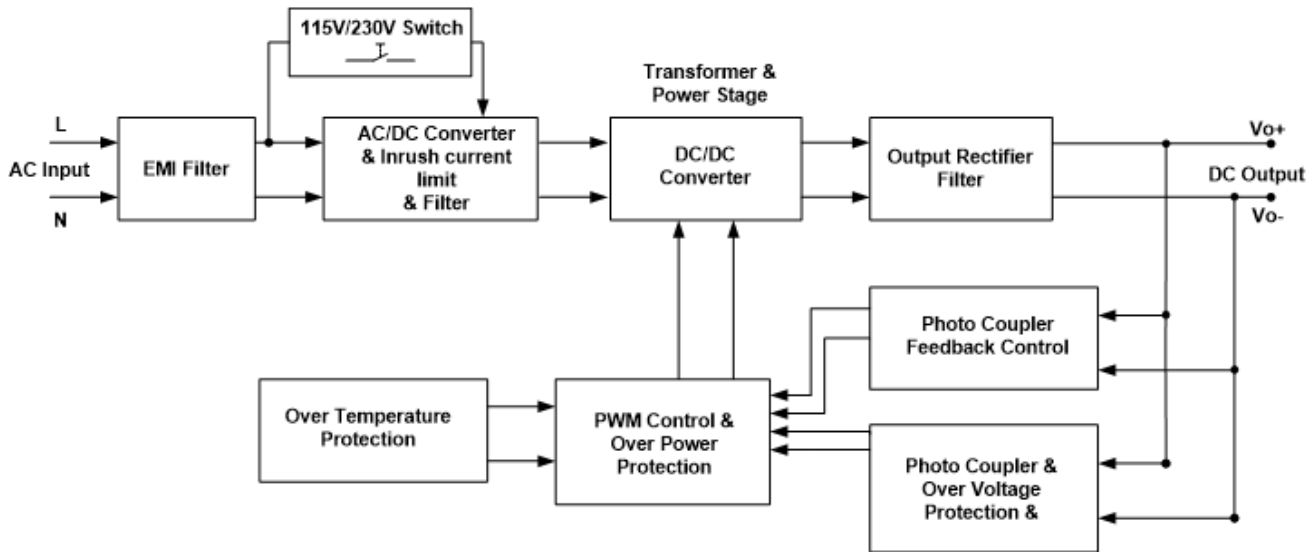 115V/230V Switch
Transformer &
Power Stage
L
AC Input
N
EMI Filter
AC/DC Converter
& Inrush current
limit
& Filter
DC/DC
Converter
Output Rectifier
Filter
Vo+
DC Output
Vo-
Photo Coupler
Feedback Control
Over Temperature
Protection
PWM Control &
Over Power
Protection
Photo Coupler &
Over Voltage
Protection &